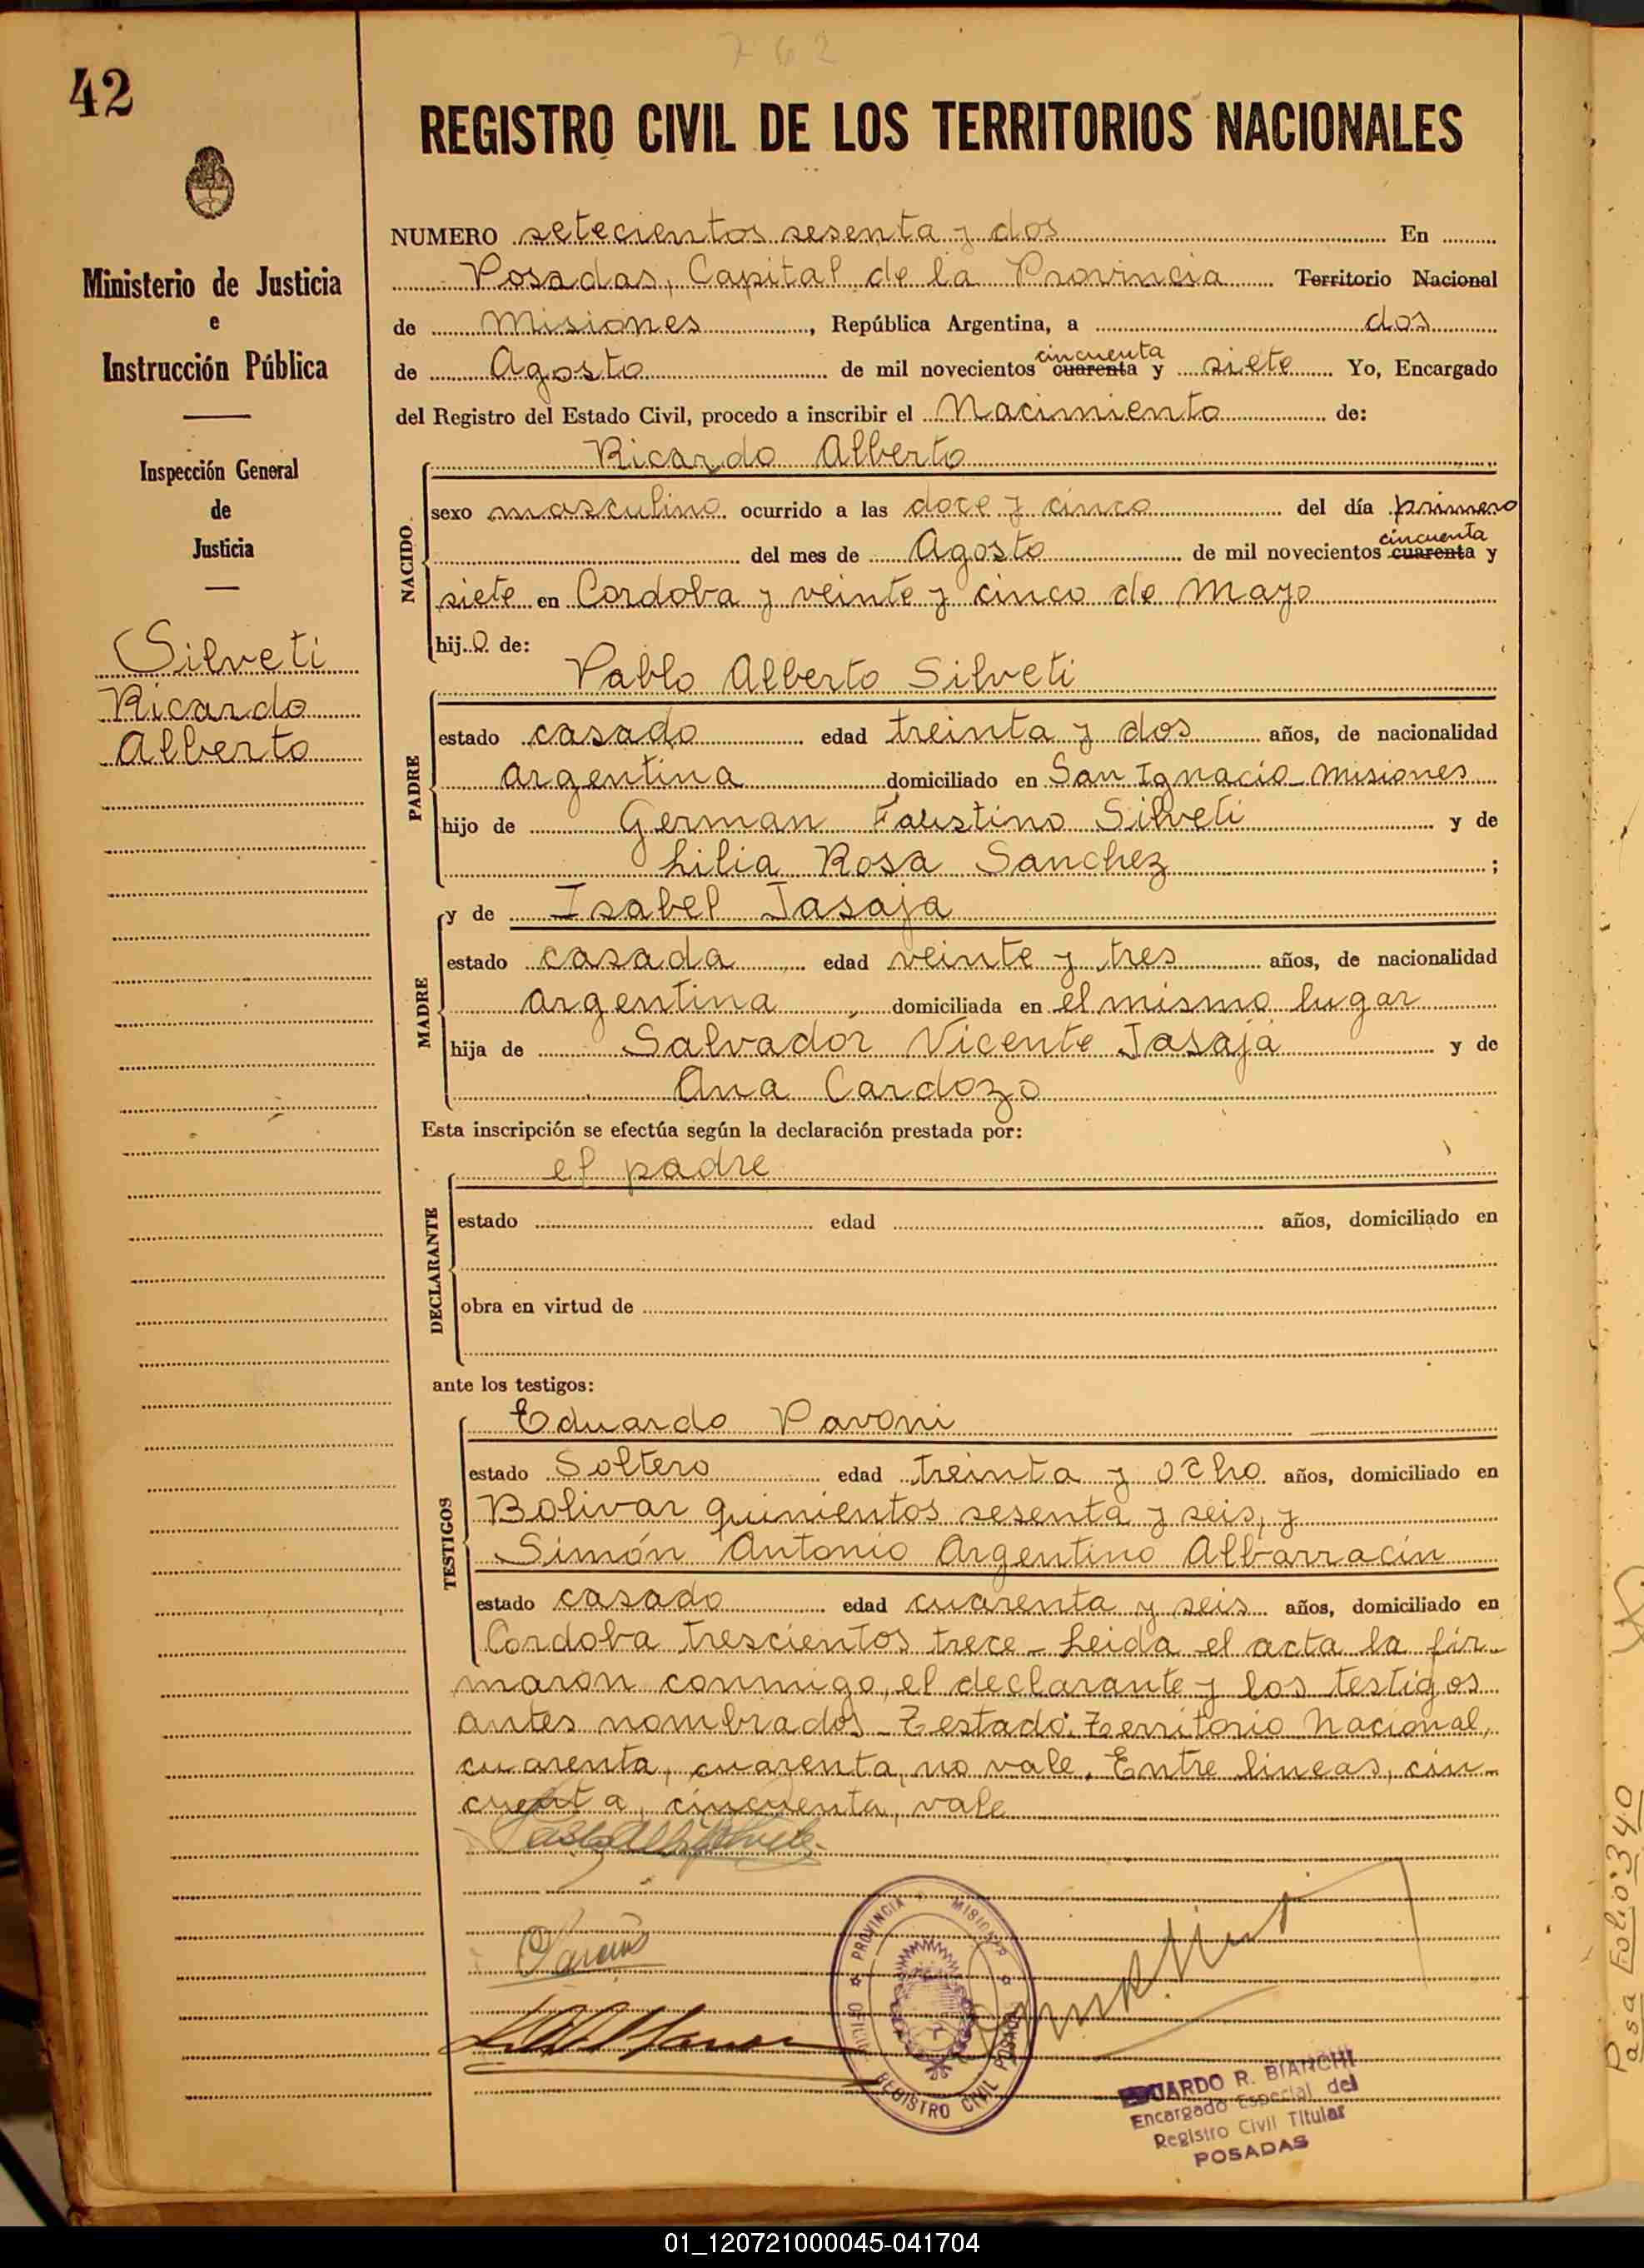 762
42
REGISTRO CIVIL DE LOS TERRITORIOS NACIONALES
Ministerio de Justicia
e
Instrucción Pública
Inspección General
de
Justicia
Silveti
Ricardo
Alberto
NUMERO setecientos sesenta y dos En
Posadas, Capital de la Provincia Territorio Nacional
de Misiones, República Argentina, a dos
cincuenta
de Agosto de mil novecientos cuarenta y siete Yo, Encargado
del Registro del Estado Civil, procedo a inscribir el Nacimiento de:
Ricardo Alberto
NACIDO
sexo masculino ocurrido a las doce y cinco del día primero
cincuenta
del mes de Agosto de mil novecientos cuarenta y
siete en Cordoba y veinte y cinco de Mayo
hij o de:
Pablo Alberto Silveti
PADRE
estado casado edad treinta y dos años, de nacionalidad
argentina domiciliado en San Ignacio - Misiones
hijo de German Faustino Silveti y de
Lilia Rosa Sanchez ;
y de Isabel Jasaja
MADRE
estado casada edad veinte y tres años, de nacionalidad
argentina, domiciliada en el mismo lugar
hija de Salvador Vicente Jasaja y de
Ana Cardozo
Esta inscripción se efectúa según la declaración prestada por:
el padre
DECLARANTE
estado edad años, domiciliado en
obra en virtud de
ante los testigos:
Eduardo Pavoni
TESTIGOS
estado Soltero edad treinta y ocho años, domiciliado en
Bolivar quinientos sesenta y seis, y
Simón Antonio Argentino Albarracin
estado casado edad cuarenta y seis años, domiciliado en
Cordoba trescientos trece - Leida el acta la fir-
maron conmigo, el declarante y los testigos
antes nombrados - Testado: Territorio Nacional,
cuarenta, cuarenta, no vale. Entre lineas, cin-
cuenta, cincuenta, vale
PROVINCIA MISIONES
OFICINA REGISTRO CIVIL POSADAS
EDUARDO R. BIANCHI
Encargado Especial del
Registro Civil Titular
POSADAS
Pasa Folio 340
01_120721000045-041704